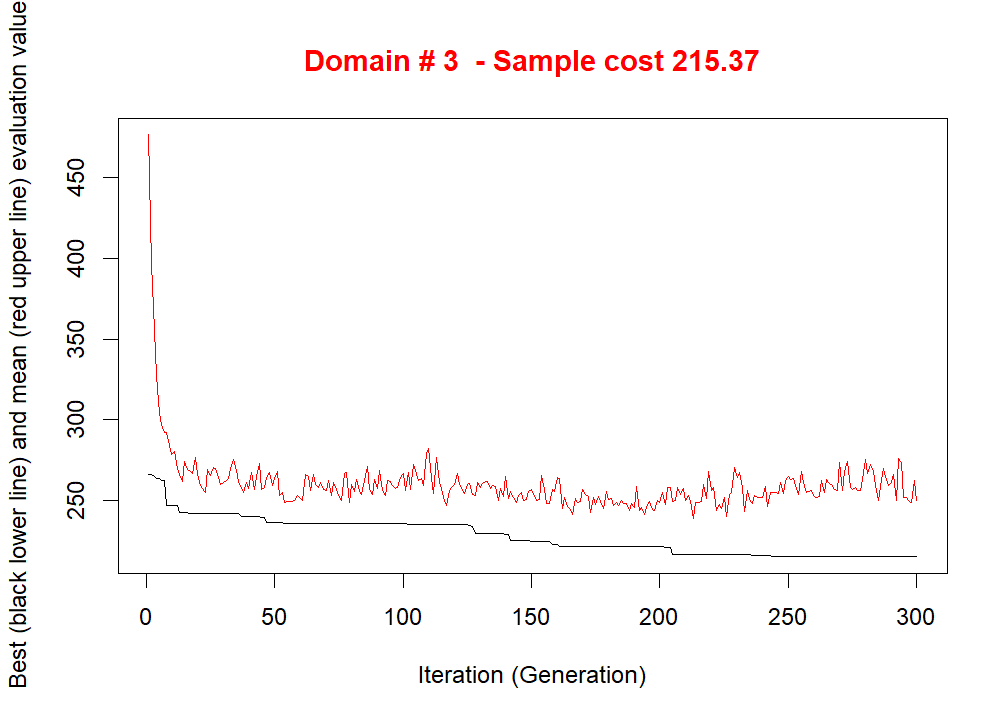 Domain # 3  - Sample cost 215.37
Best (black lower line) and mean (red upper line) evaluation value
450
400
350
300
250
0 50 100 150 200 250 300
Iteration (Generation)